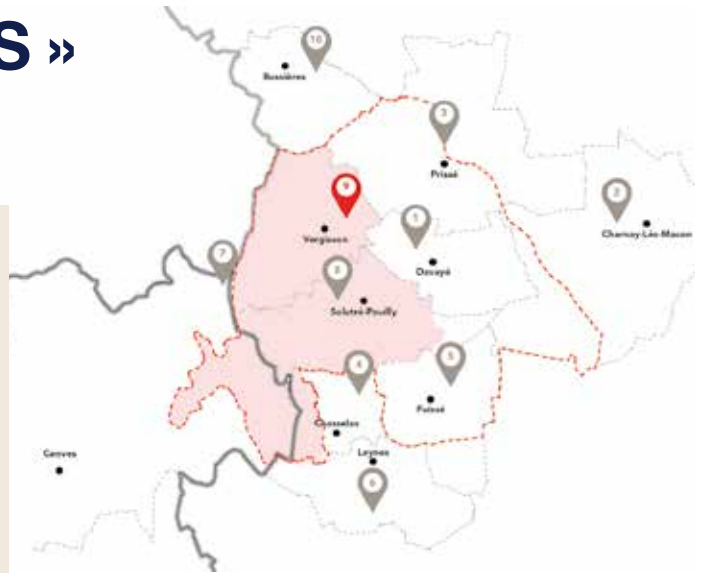 S »
10
Bussières
3
Prissé
9
2
Vergisson
1
Charnay-Lès-Macon
7
Davayé
8
Solutré-Pouilly
4
5
Fuissé
Chasselas
Cenves
Leynes
6